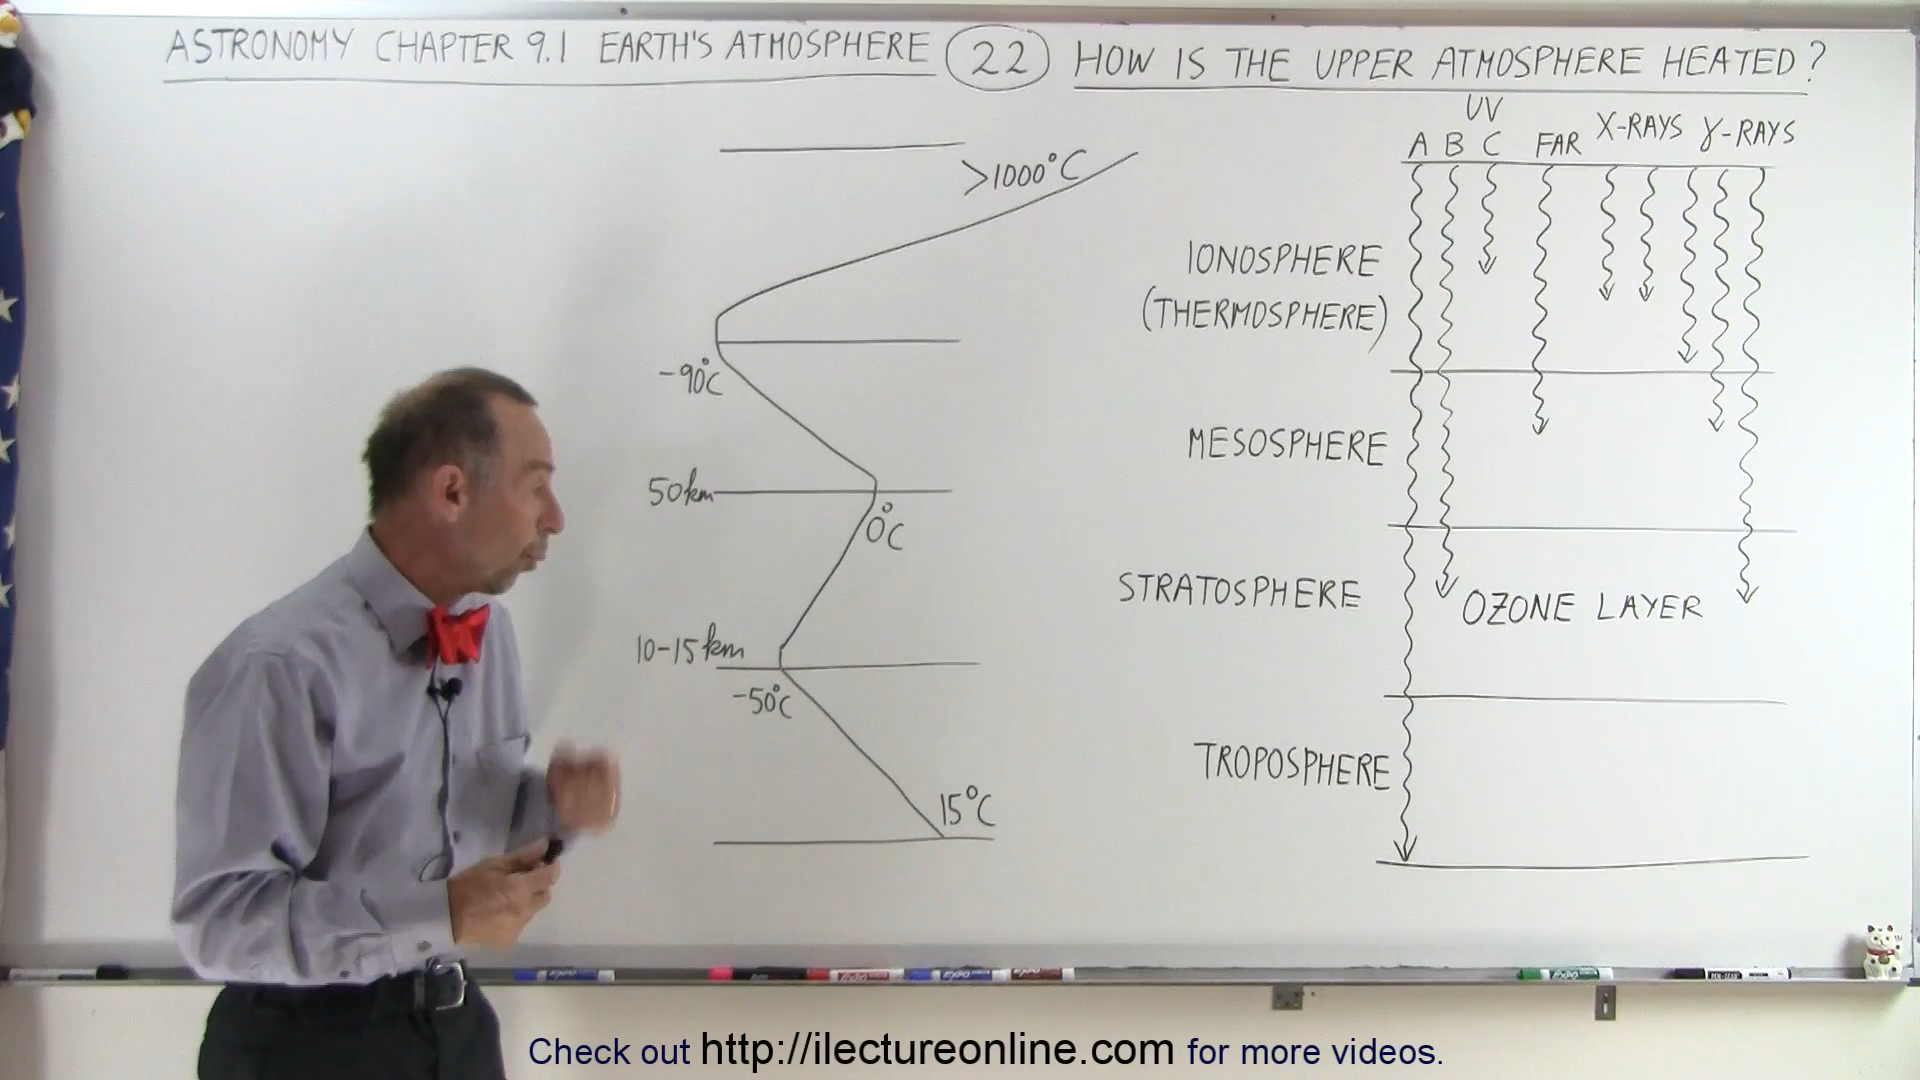 ASTRONOMY CHAPTER 9.1 EARTH'S ATMOSPHERE 22 HOW IS THE UPPER ATMOSPHERE HEATED?
UV
A B C FAR X-RAYS γ-RAYS
>1000°C
IONOSPHERE
(THERMOSPHERE)
-90°C
MESOSPHERE
50km
0°C
STRATOSPHERE OZONE LAYER
10-15km
-50°C
TROPOSPHERE
15°C
Check out http://ilectureonline.com for more videos.